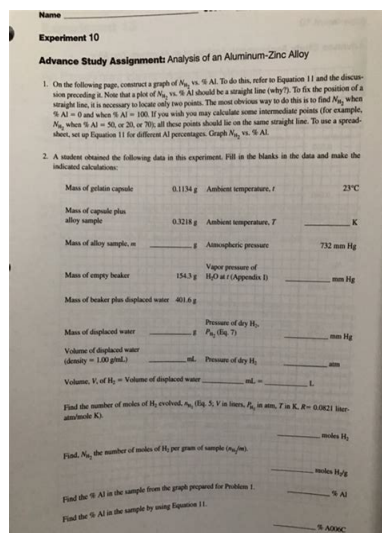 Name
Experiment 10
Advance Study Assignment: Analysis of an Aluminum-Zinc Alloy
1. On the following page, construct a graph of N_H₂ vs. % Al. To do this, refer to Equation 11 and the discus-
sion preceding it. Note that a plot of N_H₂ vs. % Al should be a straight line (why?). To fix the position of a
straight line, it is necessary to locate only two points. The most obvious way to do this is to find N_H₂ when
% Al = 0 and when % Al = 100. If you wish you may calculate some intermediate points (for example,
N_H₂ when % Al = 50, or 20, or 70); all these points should lie on the same straight line. To use a spread-
sheet, set up Equation 11 for different Al percentages. Graph N_H₂ vs. % Al.
2. A student obtained the following data in this experiment. Fill in the blanks in the data and make the
indicated calculations:
Mass of gelatin capsule 0.1134 g Ambient temperature, t 23°C
Mass of capsule plus
alloy sample 0.3218 g Ambient temperature, T K
Mass of alloy sample, m g Atmospheric pressure 732 mm Hg
Vapor pressure of
Mass of empty beaker 154.3 g H₂O at t (Appendix I) mm Hg
Mass of beaker plus displaced water 401.6 g
Pressure of dry H₂,
Mass of displaced water g P_H₂ (Eq. 7) mm Hg
Volume of displaced water
(density = 1.00 g/mL) mL Pressure of dry H₂ atm
Volume, V, of H₂ = Volume of displaced water mL = L
Find the number of moles of H₂ evolved, n_H₂ (Eq. 5; V in liters, P_H₂ in atm, T in K, R = 0.0821 liter-
atm/mole K).
moles H₂
Find, N_H₂ the number of moles of H₂ per gram of sample (n_H₂/m).
moles H₂/g
Find the % Al in the sample from the graph prepared for Problem 1.
% Al
Find the % Al in the sample by using Equation 11.
% A006C